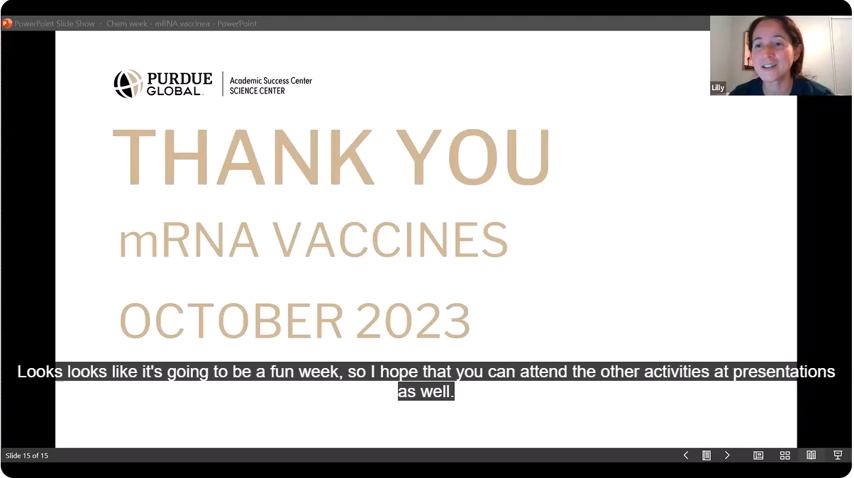 PowerPoint Slide Show - Chem week - mRNA vaccinea - PowerPoint
Lilly
PURDUE
GLOBAL
Academic Success Center
SCIENCE CENTER
THANK YOU
mRNA VACCINES
OCTOBER 2023
Looks looks like it's going to be a fun week, so I hope that you can attend the other activities at presentations
as well.
Slide 15 of 15